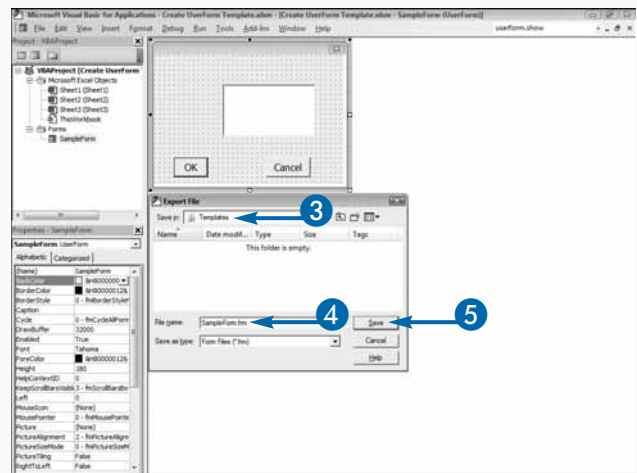 Microsoft Visual Basic for Applications - Create UserForm Template.xlsm - [Create UserForm Template.xlsm - SampleForm (UserForm)]
File Edit View Insert Format Debug Run Tools Add-Ins Window Help
userform.show
Project - VBAProject
VBAProject (Create UserForm
Microsoft Excel Objects
Sheet1 (Sheet1)
Sheet2 (Sheet2)
Sheet3 (Sheet3)
ThisWorkbook
Forms
SampleForm
OK
Cancel
Export File
Save in:
Templates
3
Name
Date modif...
Type
Size
Tags
This folder is empty.
File name:
SampleForm.frm
4
Save
5
Save as type:
Form Files (*.frm)
Cancel
Help
Properties - SampleForm
SampleForm UserForm
Alphabetic
Categorized
(Name) SampleForm
BackColor &H8000000
BorderColor &H80000012&
BorderStyle 0 - fmBorderStyle
Caption
Cycle 0 - fmCycleAllForm
DrawBuffer 32000
Enabled True
Font Tahoma
ForeColor &H80000012&
Height 180
HelpContextID 0
KeepScrollBarsVisible 3 - fmScrollBarsBo
Left 0
MouseIcon (None)
MousePointer 0 - fmMousePointe
Picture (None)
PictureAlignment 2 - fmPictureAlignm
PictureSizeMode 0 - fmPictureSizeM
PictureTiling False
RightToLeft False